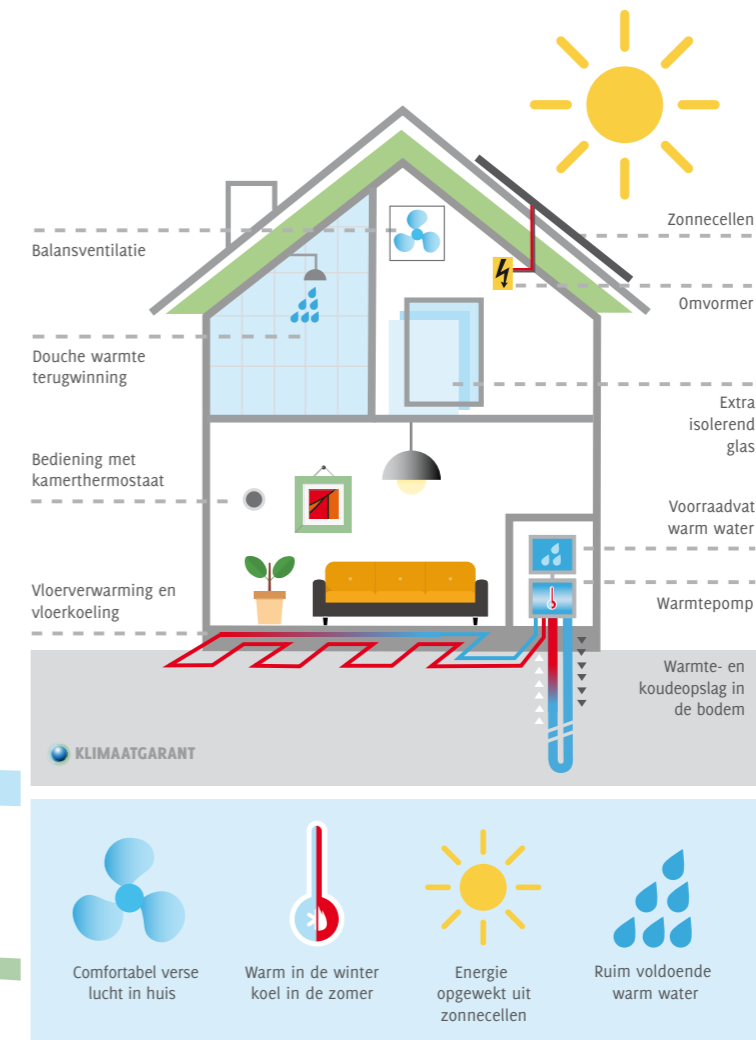 Balansventilatie
Douche warmte
terugwinning
Bediening met
kamerthermostaat
Vloerverwarming en
vloerkoeling
Zonnecellen
Omvormer
Extra
isolerend
glas
Voorraadvat
warm water
Warmtepomp
Warmte- en
koudeopslag in
de bodem
KLIMAATGARANT
Comfortabel verse
lucht in huis
Warm in de winter
koel in de zomer
Energie
opgewekt uit
zonnecellen
Ruim voldoende
warm water